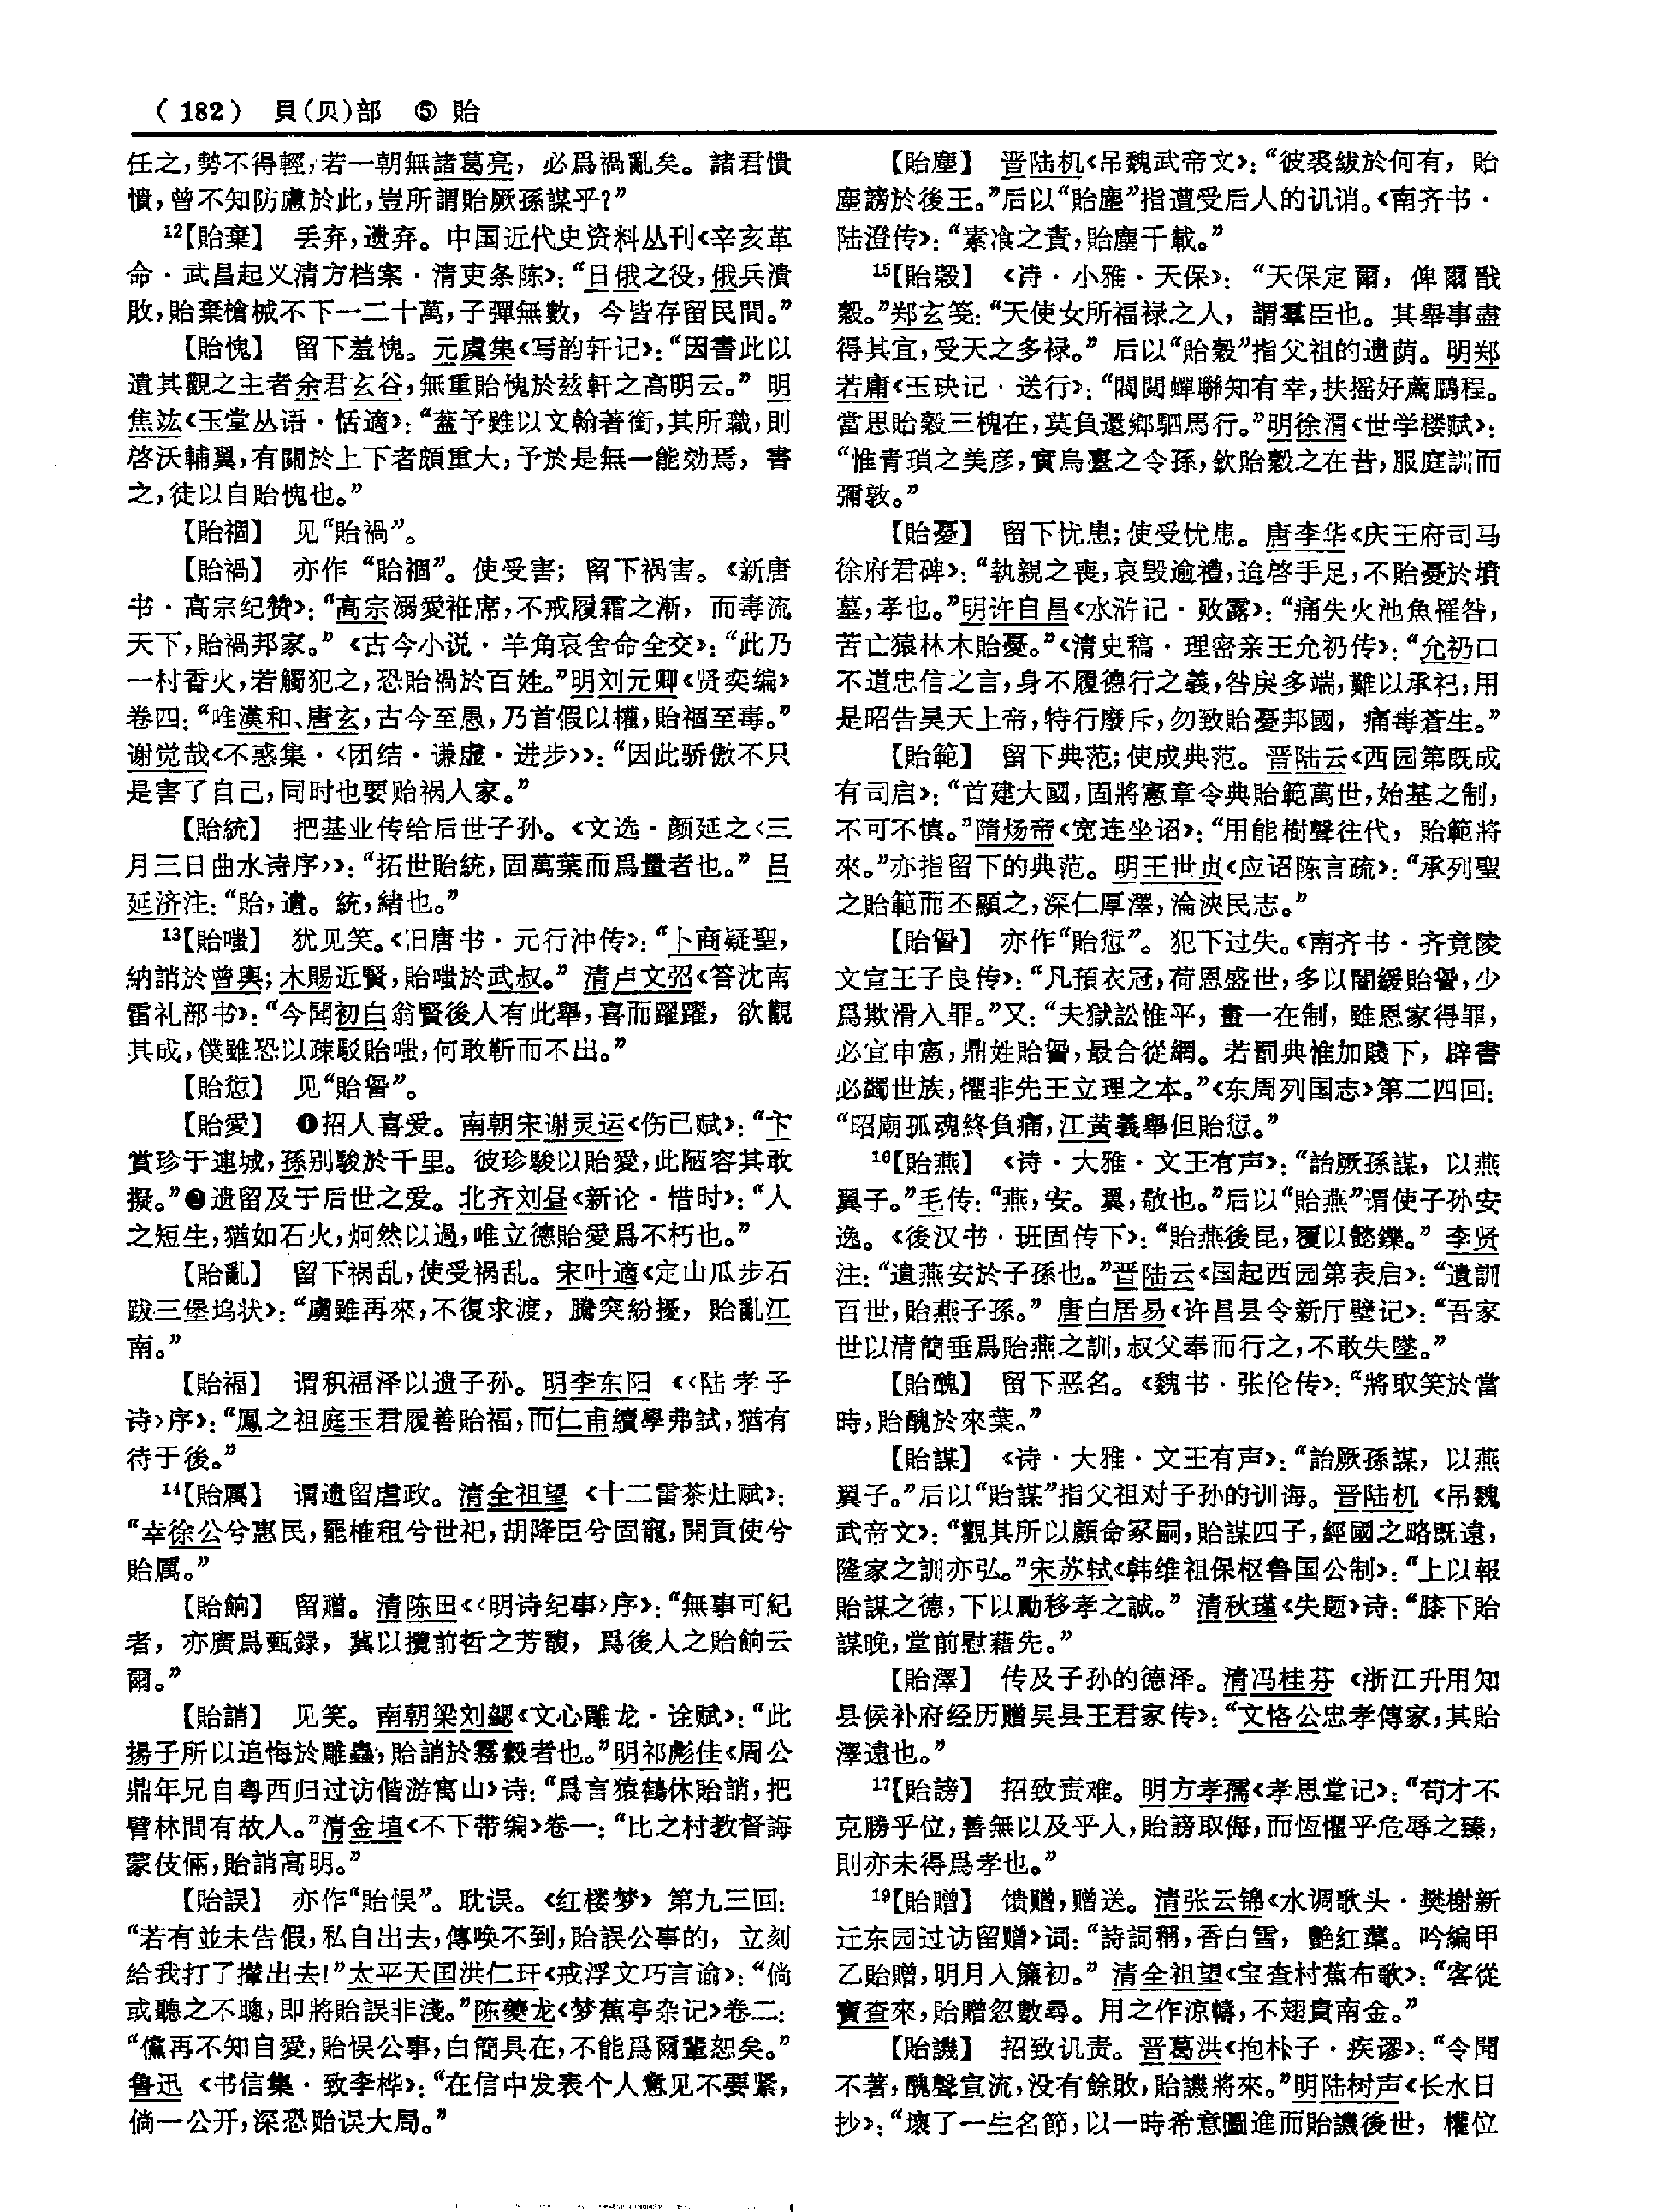 （182） 貝(贝)部 ⑤ 貽
任之，勢不得輕，若一朝無諸葛亮，必爲禍亂矣。諸君憒
憒，曾不知防慮於此，豈所謂貽厥孫謀乎？”
12【貽棄】 丢弃，遗弃。中国近代史资料丛刊《辛亥革
命·武昌起义清方档案·清吏条陈》：“日俄之役，俄兵潰
敗，貽棄槍械不下一二十萬，子彈無數，今皆存留民間。”
【貽愧】 留下羞愧。元虞集《写韵轩记》：“因書此以
遺其觀之主者余君玄谷，無重貽愧於兹軒之高明云。”明
焦竑《玉堂丛语·恬適》：“蓋予雖以文翰著銜，其所職，則
啓沃輔翼，有關於上下者頗重大，予於是無一能効焉，書
之，徒以自貽愧也。”
【貽禍】 见“貽禍”。
【貽禍】 亦作“貽禍”。使受害；留下祸害。《新唐
书·高宗纪赞》：“高宗溺愛袵席，不戒履霜之漸，而毒流
天下，貽禍邦家。”《古今小说·羊角哀舍命全交》：“此乃
一村香火，若觸犯之，恐貽禍於百姓。”明刘元卿《贤奕编》
卷四：“唯漢和、唐玄，古今至愚，乃首假以權，貽禍至毒。”
谢觉哉《不惑集·〈团结·谦虚·进步〉》：“因此骄傲不只
是害了自己，同时也要贻祸人家。”
【貽統】 把基业传给后世子孙。《文选·颜延之〈三
月三日曲水诗序〉》：“拓世貽統，固萬葉而爲量者也。”吕
延济注：“貽，遺。統，緒也。”
13【貽嗤】 犹见笑。《旧唐书·元行沖传》：“卜商疑聖，
納誚於曾輿；木賜近賢，貽嗤於武叔。”清卢文弨《答沈南
雷礼部书》：“今聞初白翁賢後人有此舉，喜而躍躍，欲觀
其成，僕雖恐以疎駁貽嗤，何敢靳而不出。”
【貽愆】 见“貽諐”。
【貽愛】 ❶招人喜爱。南朝宋谢灵运《伤己赋》：“卞
賞珍于連城，孫别駿於千里。彼珍駿以貽愛，此陋容其敢
擬。”❷遗留及于后世之爱。北齐刘昼《新论·惜时》：“人
之短生，猶如石火，炯然以過，唯立德貽愛爲不朽也。”
【貽亂】 留下祸乱，使受祸乱。宋叶適《定山瓜步石
跋三堡坞状》：“虜雖再來，不復求渡，騰突紛擾，貽亂江
南。”
【貽福】 谓积福泽以遗子孙。明李东阳《〈陆孝子
诗〉序》：“鳳之祖庭玉君履善貽福，而仁甫續學弗試，猶有
待于後。”
14【貽厲】 谓遗留虐政。清全祖望《十二雷茶灶赋》：
“幸徐公兮惠民，罷榷租兮世祀，胡降臣兮固寵，開貢使兮
貽厲。”
【貽餉】 留赠。清陈田《〈明诗纪事〉序》：“無事可紀
者，亦廣爲甄録，冀以攬前哲之芳馥，爲後人之貽餉云
爾。”
【貽誚】 见笑。南朝梁刘勰《文心雕龙·诠赋》：“此
揚子所以追悔於雕蟲，貽誚於霧縠者也。”明祁彪佳《周公
鼎年兄自粤西归过访偕游寓山》诗：“爲言猿鶴休貽誚，把
臂林間有故人。”清金埴《不下带编》卷一：“比之村教督誨
蒙伎倆，貽誚高明。”
【貽誤】 亦作“貽悮”。耽误。《红楼梦》第九三回：
“若有並未告假，私自出去，傳唤不到，貽誤公事的，立刻
給我打了攆出去！”太平天囯洪仁玕《戒浮文巧言谕》：“倘
或聽之不聰，即將貽誤非淺。”陈夔龙《梦蕉亭杂记》卷二：
“儻再不知自愛，貽悮公事，白簡具在，不能爲爾輩恕矣。”
鲁迅《书信集·致李桦》：“在信中发表个人意见不要紧，
倘一公开，深恐贻误大局。”
【貽塵】 晋陆机《吊魏武帝文》：“彼裘紱於何有，貽
塵謗於後王。”后以“貽塵”指遭受后人的讥诮。《南齐书·
陆澄传》：“素飡之責，貽塵千載。”
15【貽穀】 《诗·小雅·天保》：“天保定爾，俾爾戩
穀。”郑玄笺：“天使女所福禄之人，謂羣臣也。其舉事盡
得其宜，受天之多禄。”后以“貽穀”指父祖的遗荫。明郑
若庸《玉玦记·送行》：“閥閲蟬聯知有幸，扶摇好薦鵬程。
當思貽穀三槐在，莫負還鄉駟馬行。”明徐渭《世学楼赋》：
“惟青瑣之美彦，實烏臺之令孫，欽貽穀之在昔，服庭訓而
彌敦。”
【貽憂】 留下忧患；使受忧患。唐李华《庆王府司马
徐府君碑》：“執親之喪，哀毁逾禮，迨啓手足，不貽憂於墳
墓，孝也。”明许自昌《水浒记·败露》：“痛失火池魚罹咎，
苦亡猿林木貽憂。”《清史稿·理密亲王允礽传》：“允礽口
不道忠信之言，身不履德行之義，咎戾多端，難以承祀，用
是昭告昊天上帝，特行廢斥，勿致貽憂邦國，痛毒蒼生。”
【貽範】 留下典范；使成典范。晋陆云《西园第既成
有司启》：“首建大國，固將憲章令典貽範萬世，始基之制，
不可不慎。”隋炀帝《宽连坐诏》：“用能樹聲往代，貽範將
來。”亦指留下的典范。明王世贞《应诏陈言疏》：“承列聖
之貽範而丕顯之，深仁厚澤，淪浹民志。”
【貽諐】 亦作“貽愆”。犯下过失。《南齐书·齐竟陵
文宣王子良传》：“凡預衣冠，荷恩盛世，多以闇緩貽諐，少
爲欺滑入罪。”又：“夫獄訟惟平，畫一在制，雖恩家得罪，
必宜申憲，鼎姓貽諐，最合從網。若罰典惟加賤下，辟書
必蠲世族，懼非先王立理之本。”《东周列国志》第二四回：
“昭廟孤魂終負痛，江黄義舉但貽愆。”
16【貽燕】 《诗·大雅·文王有声》：“詒厥孫謀，以燕
翼子。”毛传：“燕，安。翼，敬也。”后以“貽燕”谓使子孙安
逸。《後汉书·班固传下》：“貽燕後昆，覆以懿鑠。”李贤
注：“遺燕安於子孫也。”晋陆云《国起西园第表启》：“遺訓
百世，貽燕子孫。”唐白居易《许昌县令新厅壁记》：“吾家
世以清簡垂爲貽燕之訓，叔父奉而行之，不敢失墜。”
【貽醜】 留下恶名。《魏书·张伦传》：“將取笑於當
時，貽醜於來葉。”
【貽謀】 《诗·大雅·文王有声》：“詒厥孫謀，以燕
翼子。”后以“貽謀”指父祖对子孙的训诲。晋陆机《吊魏
武帝文》：“觀其所以顧命冢嗣，貽謀四子，經國之略既遠，
隆家之訓亦弘。”宋苏轼《韩维祖保枢鲁国公制》：“上以報
貽謀之德，下以勵移孝之誠。”清秋瑾《失题》诗：“膝下貽
謀晚，堂前慰藉先。”
【貽澤】 传及子孙的德泽。清冯桂芬《浙江升用知
县候补府经历赠吴县王君家传》：“文恪公忠孝傳家，其貽
澤遠也。”
17【貽謗】 招致责难。明方孝孺《孝思堂记》：“苟才不
克勝乎位，善無以及乎人，貽謗取侮，而恆懼乎危辱之臻，
則亦未得爲孝也。”
19【貽贈】 馈赠，赠送。清张云锦《水调歌头·樊榭新
迁东园过访留赠》词：“詩詞稱，香白雪，艷紅蕖。吟編甲
乙貽贈，明月入簾初。”清全祖望《宝查村蕉布歌》：“客從
寶查來，貽贈忽數尋。用之作涼幬，不翅貴南金。”
【貽譏】 招致讥责。晋葛洪《抱朴子·疾谬》：“令聞
不著，醜聲宣流，没有餘敗，貽譏將來。”明陆树声《长水日
抄》：“壞了一生名節，以一時希意圖進而貽譏後世，權位